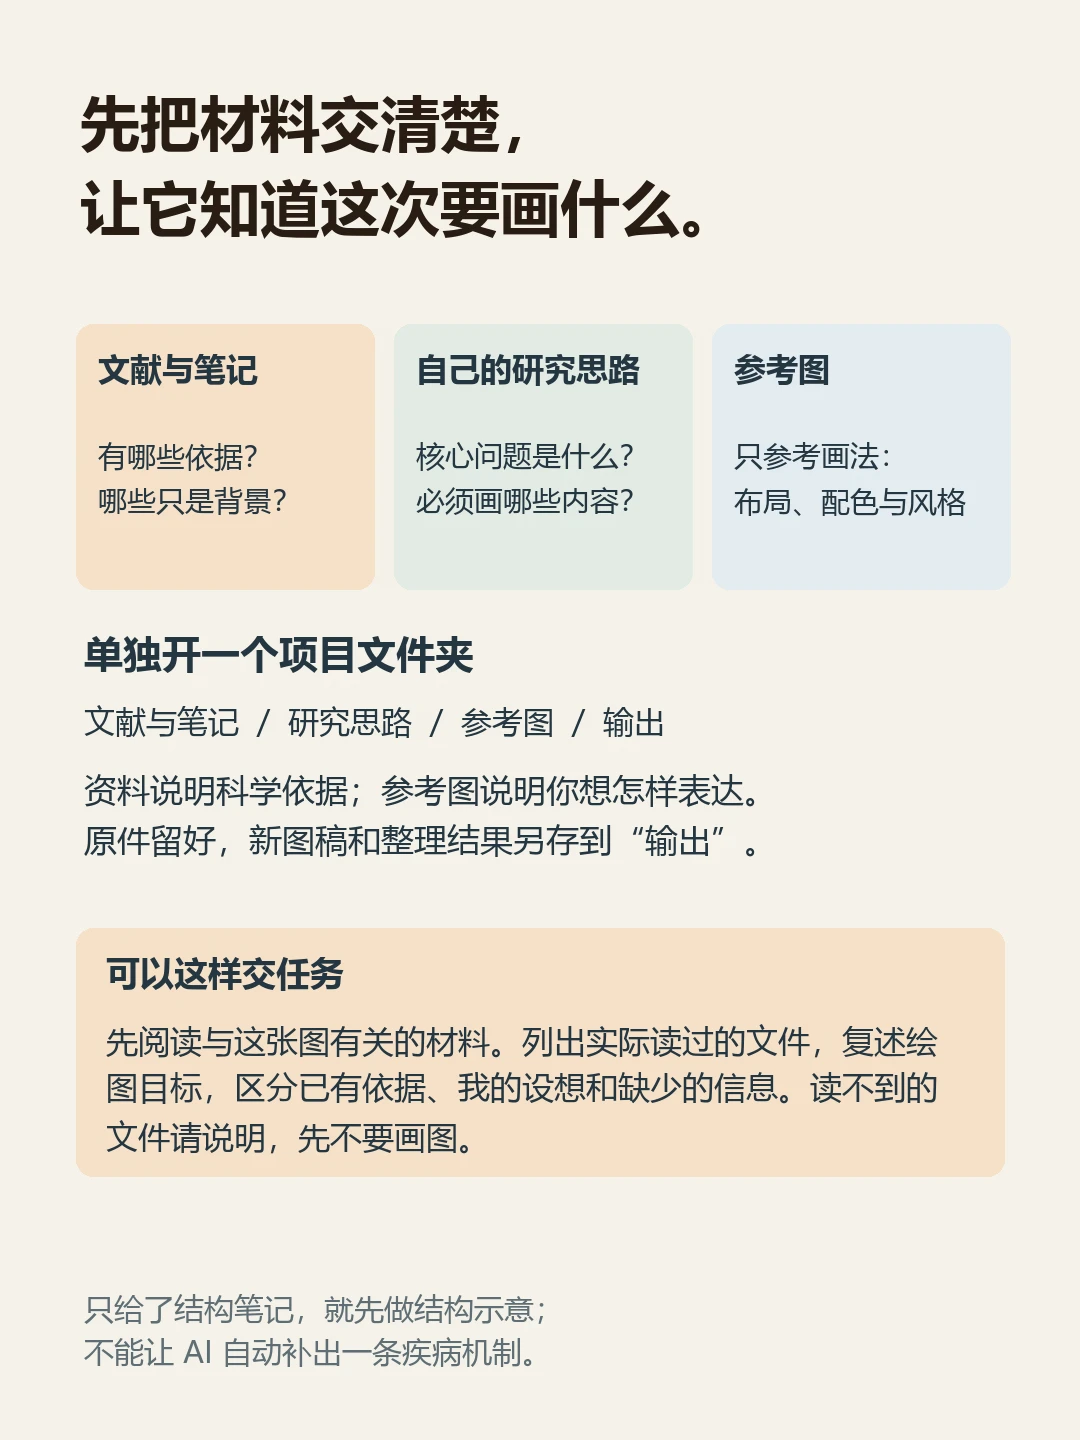 先把材料交清楚，
让它知道这次要画什么。
文献与笔记
有哪些依据？
哪些只是背景？
自己的研究思路
核心问题是什么？
必须画哪些内容？
参考图
只参考画法：
布局、配色与风格
单独开一个项目文件夹
文献与笔记 / 研究思路 / 参考图 / 输出
资料说明科学依据；参考图说明你想怎样表达。
原件留好，新图稿和整理结果另存到“输出”。
可以这样交任务
先阅读与这张图有关的材料。列出实际读过的文件，复述绘
图目标，区分已有依据、我的设想和缺少的信息。读不到的
文件请说明，先不要画图。
只给了结构笔记，就先做结构示意；
不能让 AI 自动补出一条疾病机制。